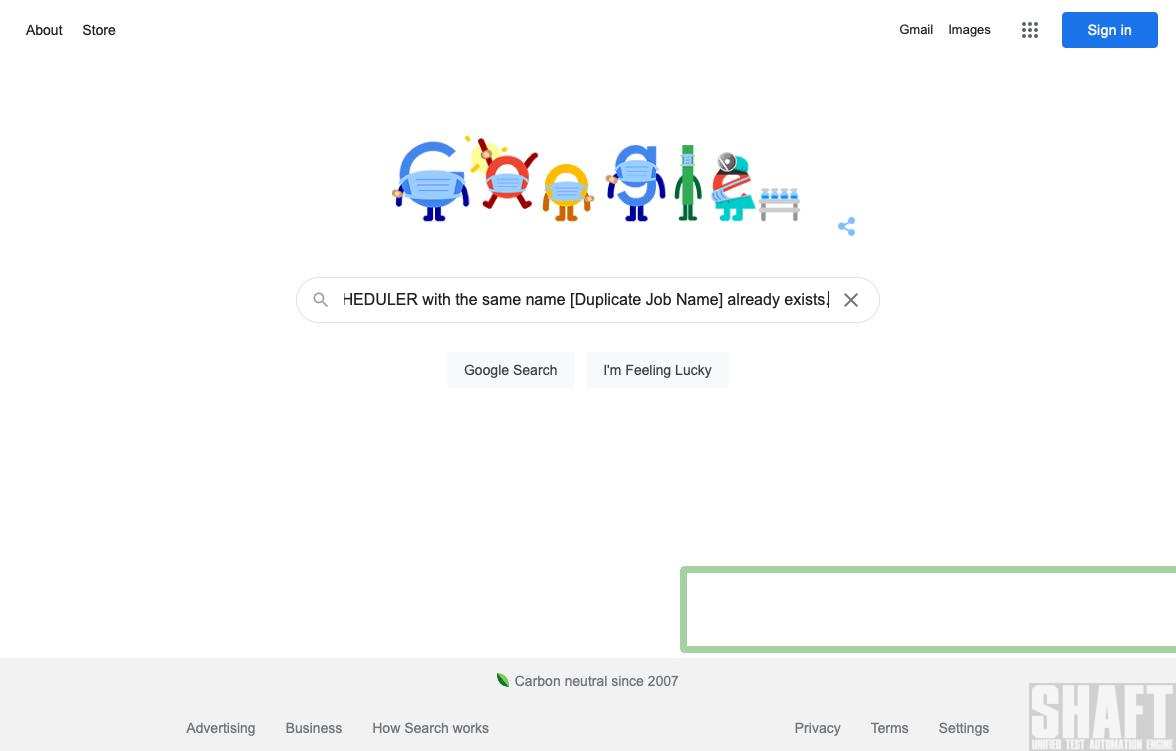 About Store
Gmail Images
Sign in
Google
HEDULER with the same name [Duplicate Job Name] already exists.
Google Search
I'm Feeling Lucky
Carbon neutral since 2007
Advertising Business How Search works
Privacy Terms Settings
SHAFT
UNIFIED TEST AUTOMATION ENGINE